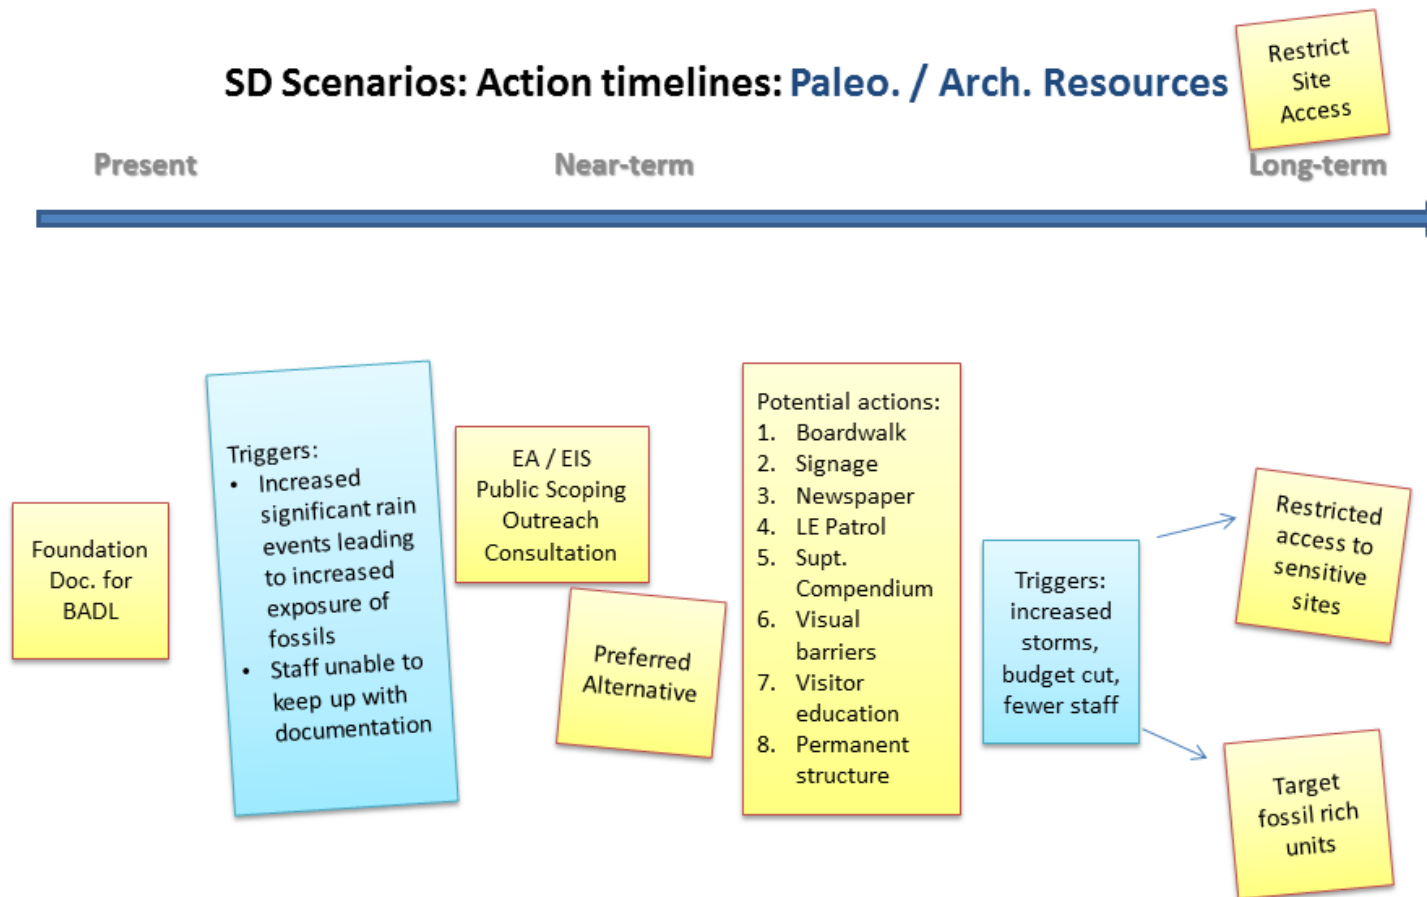 SD Scenarios: Action timelines: Paleo. / Arch. Resources
Restrict
Site
Access
Present
Near-term
Long-term
Foundation
Doc. for
BADL
Triggers:
• Increased
significant rain
events leading
to increased
exposure of
fossils
• Staff unable to
keep up with
documentation
EA / EIS
Public Scoping
Outreach
Consultation
Preferred
Alternative
Potential actions:
1. Boardwalk
2. Signage
3. Newspaper
4. LE Patrol
5. Supt.
Compendium
6. Visual
barriers
7. Visitor
education
8. Permanent
structure
Triggers:
increased
storms,
budget cut,
fewer staff
Restricted
access to
sensitive
sites
Target
fossil rich
units